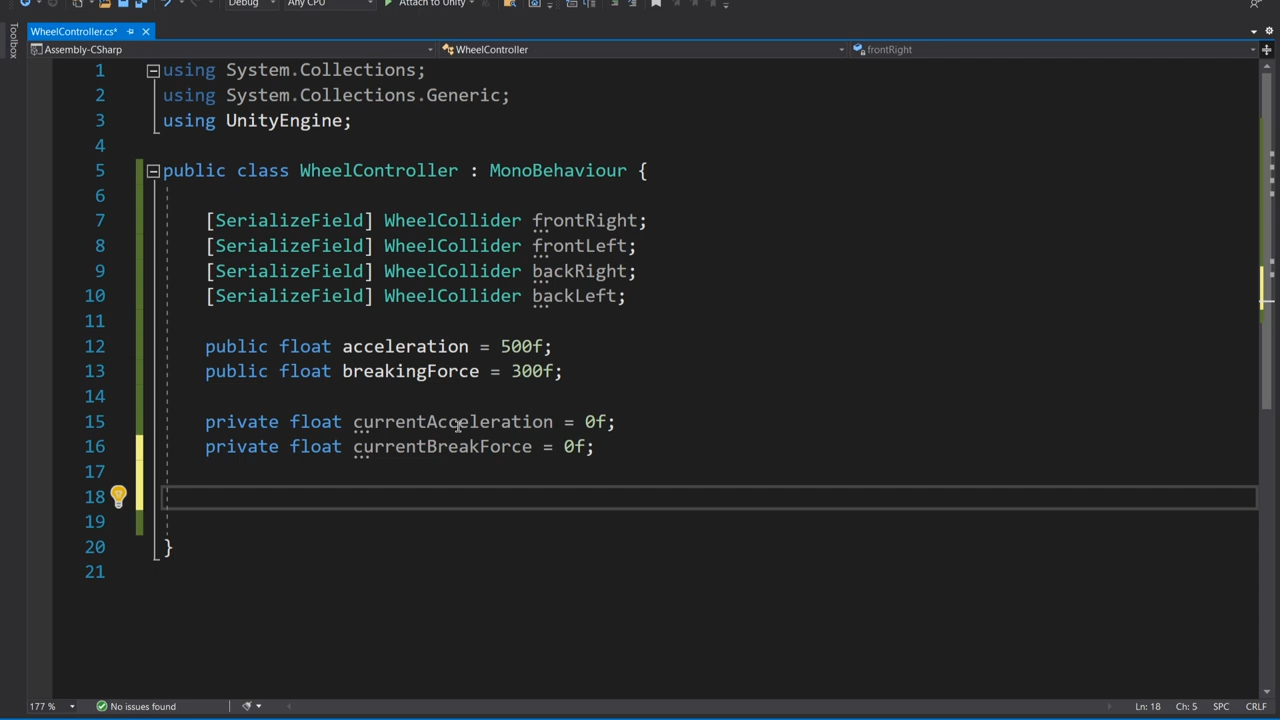 Debug
Any CPU
Attach to Unity
WheelController.cs*
Toolbox
Assembly-CSharp
WheelController
frontRight
1 using System.Collections;
2 using System.Collections.Generic;
3 using UnityEngine;
4
5 public class WheelController : MonoBehaviour {
6
7 [SerializeField] WheelCollider frontRight;
8 [SerializeField] WheelCollider frontLeft;
9 [SerializeField] WheelCollider backRight;
10 [SerializeField] WheelCollider backLeft;
11
12 public float acceleration = 500f;
13 public float breakingForce = 300f;
14
15 private float currentAcceleration = 0f;
16 private float currentBreakForce = 0f;
17
18
19
20 }
21
177 %
No issues found
Ln: 18
Ch: 5
SPC
CRLF